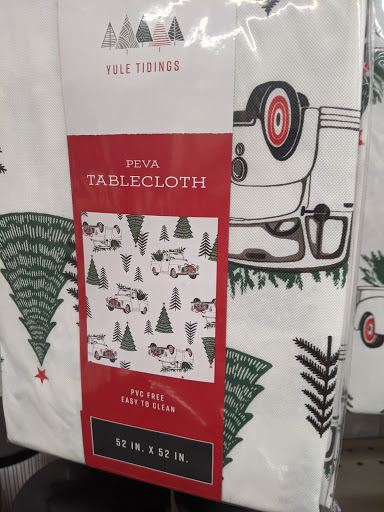 YULE TIDINGS
PEVA
TABLECLOTH
PVC FREE
EASY TO CLEAN
52 IN. X 52 IN.